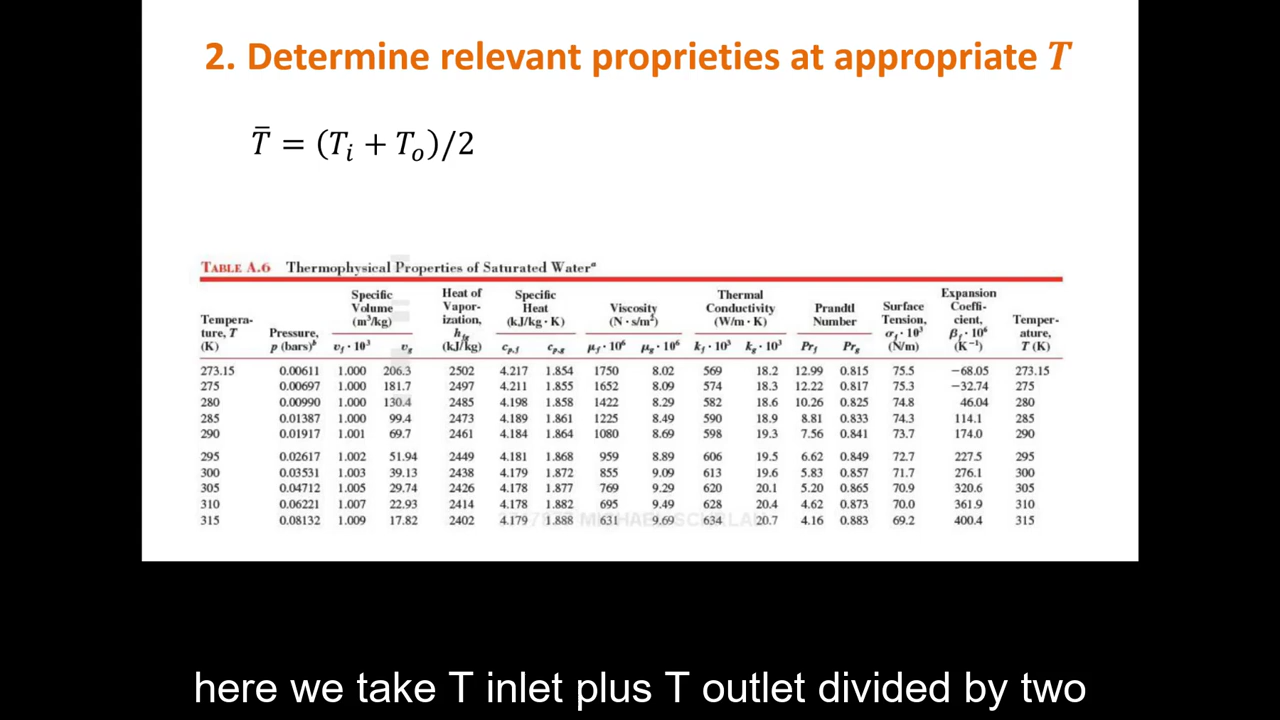 2. Determine relevant proprieties at appropriate T
T̄ = (Tᵢ + Tₒ)/2
TABLE A.6 Thermophysical Properties of Saturated Waterᵃ
Tempera-ture, T (K) Pressure, p (bars)ᵇ Specific Volume (m³/kg) Heat of Vapor-ization, h_fg (kJ/kg) Specific Heat (kJ/kg · K) Viscosity (N · s/m²) Thermal Conductivity (W/m · K) Prandtl Number Surface Tension, σ_f · 10³ (N/m) Expansion Coeffi-cient, β_f · 10⁶ (K⁻¹) Temper-ature, T (K)
v_f · 10³ v_g c_p,f c_p,g μ_f · 10⁶ μ_g · 10⁶ k_f · 10³ k_g · 10³ Pr_f Pr_g
273.15 0.00611 1.000 206.3 2502 4.217 1.854 1750 8.02 569 18.2 12.99 0.815 75.5 −68.05 273.15
275 0.00697 1.000 181.7 2497 4.211 1.855 1652 8.09 574 18.3 12.22 0.817 75.3 −32.74 275
280 0.00990 1.000 130.4 2485 4.198 1.858 1422 8.29 582 18.6 10.26 0.825 74.8 46.04 280
285 0.01387 1.000 99.4 2473 4.189 1.861 1225 8.49 590 18.9 8.81 0.833 74.3 114.1 285
290 0.01917 1.001 69.7 2461 4.184 1.864 1080 8.69 598 19.3 7.56 0.841 73.7 174.0 290
295 0.02617 1.002 51.94 2449 4.181 1.868 959 8.89 606 19.5 6.62 0.849 72.7 227.5 295
300 0.03531 1.003 39.13 2438 4.179 1.872 855 9.09 613 19.6 5.83 0.857 71.7 276.1 300
305 0.04712 1.005 29.74 2426 4.178 1.877 769 9.29 620 20.1 5.20 0.865 70.9 320.6 305
310 0.06221 1.007 22.93 2414 4.178 1.882 695 9.49 628 20.4 4.62 0.873 70.0 361.9 310
315 0.08132 1.009 17.82 2402 4.179 1.888 631 9.69 634 20.7 4.16 0.883 69.2 400.4 315
here we take T inlet plus T outlet divided by two